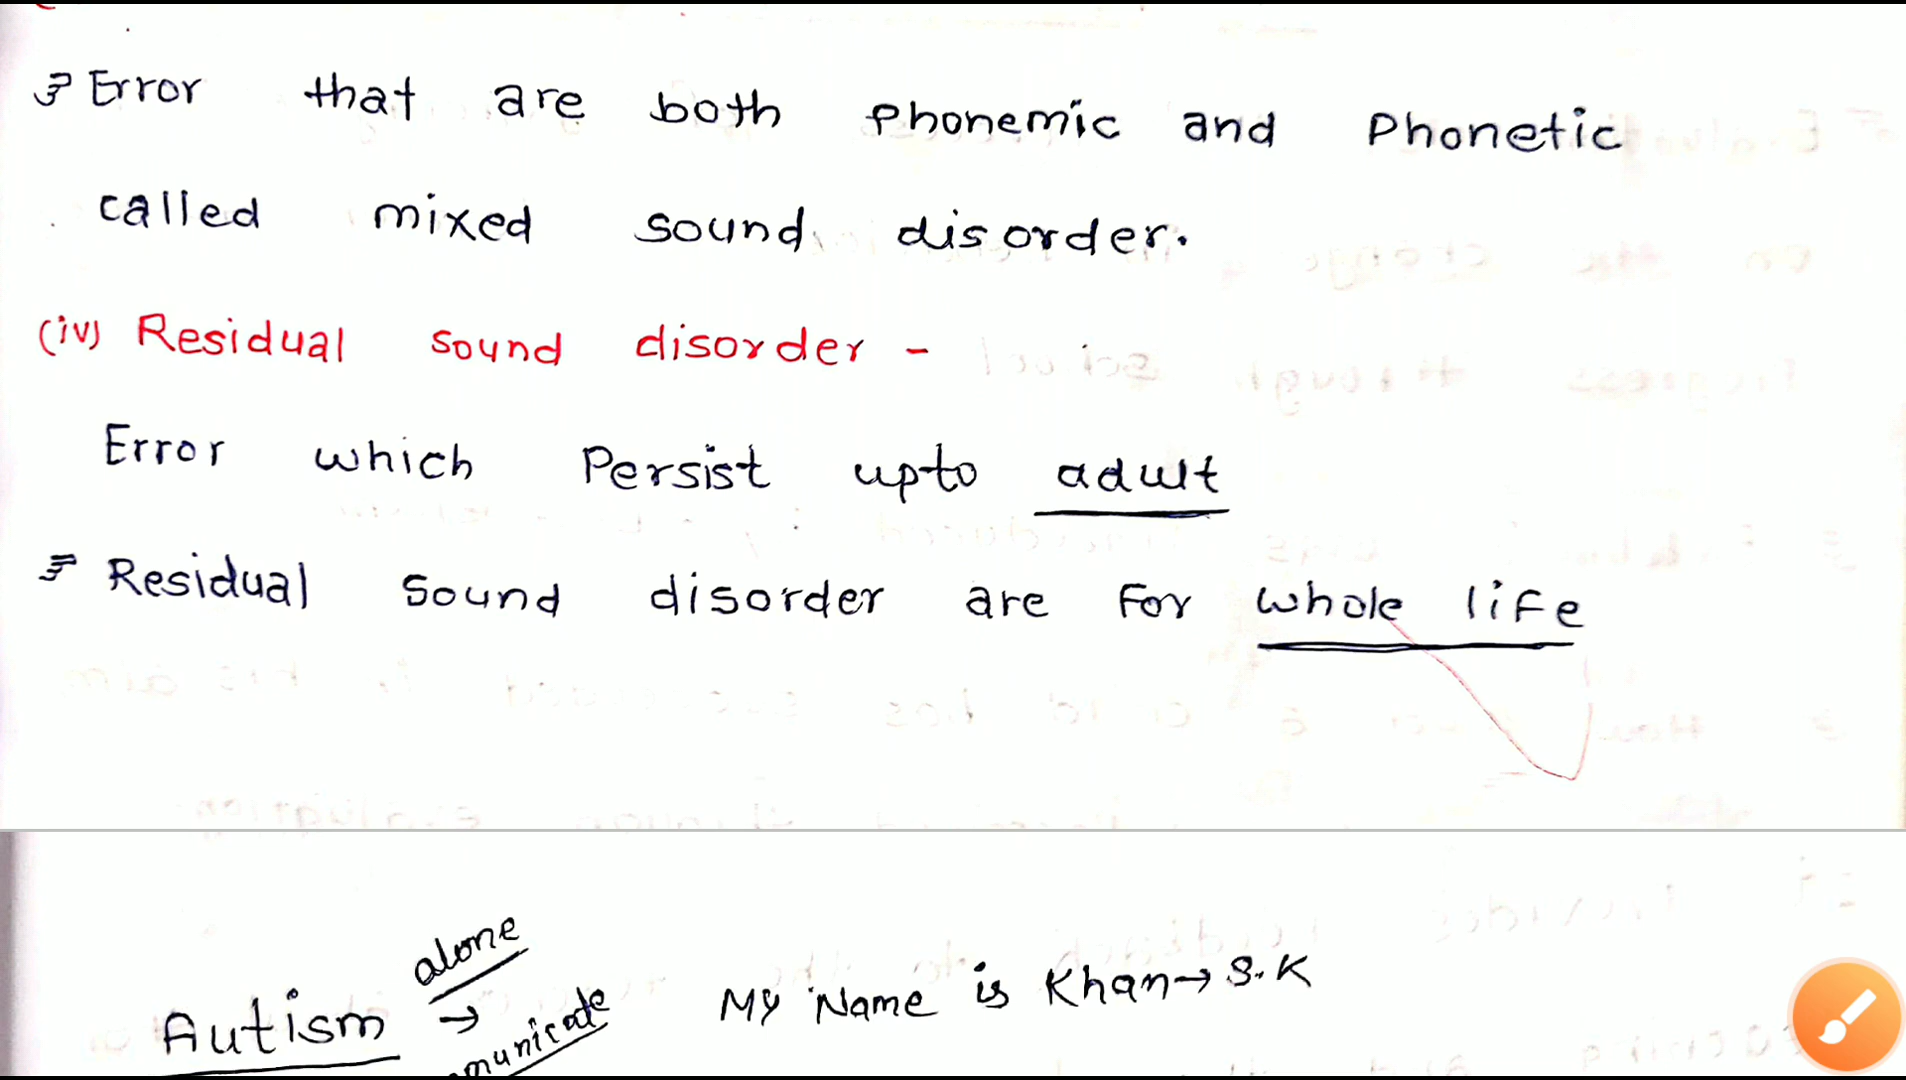 Error that are both Phonemic and Phonetic
called mixed sound disorder.
(iv) Residual sound disorder -
Error which Persist upto adult
Residual sound disorder are for whole life
alone
Autism → My Name is Khan → S.K
municate